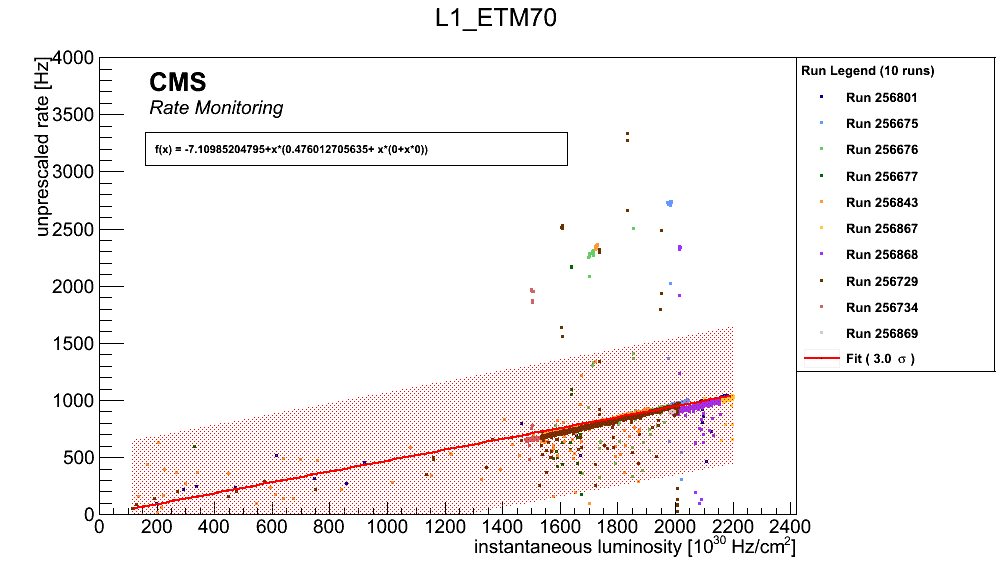 L1_ETM70
unprescaled rate [Hz]
4000
3500
3000
2500
2000
1500
1000
500
0
CMS
Rate Monitoring
f(x) = -7.10985204795+x*(0.476012705635+ x*(0+x*0))
Run Legend (10 runs)
Run 256801
Run 256675
Run 256676
Run 256677
Run 256843
Run 256867
Run 256868
Run 256729
Run 256734
Run 256869
Fit ( 3.0 σ )
0 200 400 600 800 1000 1200 1400 1600 1800 2000 2200 2400
instantaneous luminosity [10^30 Hz/cm²]